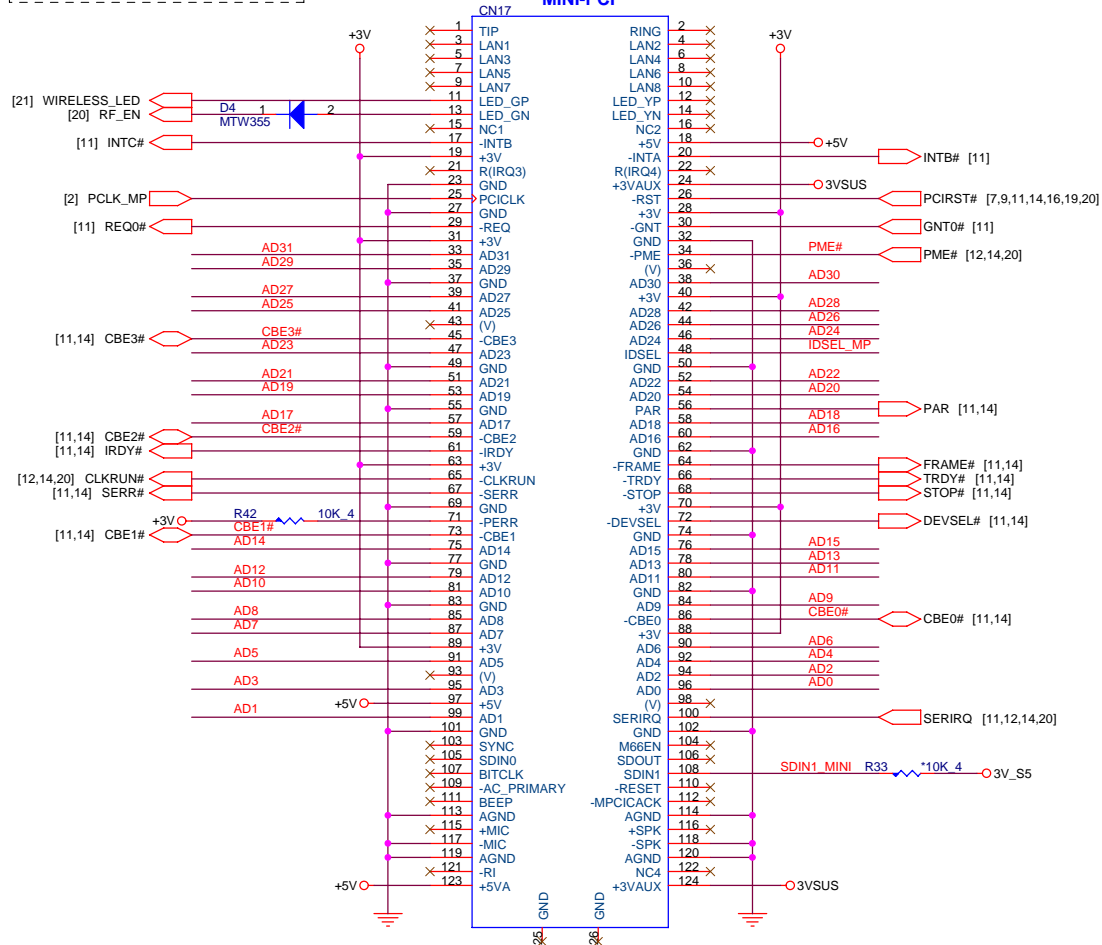 MINI-PCI
CN17
+3V
+3V
1 TIP RING 2
3 LAN1 LAN2 4
5 LAN3 LAN4 6
7 LAN5 LAN6 8
9 LAN7 LAN8 10
[21] WIRELESS_LED 11 LED_GP LED_YP 12
[20] RF_EN D4 1 2 13 LED_GN LED_YN 14
MTW355
15 NC1 NC2 16
[11] INTC# 17 -INTB +5V 18 +5V
19 +3V -INTA 20 INTB# [11]
21 R(IRQ3) R(IRQ4) 22
23 GND +3VAUX 24 3VSUS
[2] PCLK_MP 25 PCICLK -RST 26 PCIRST# [7,9,11,14,16,19,20]
27 GND +3V 28
[11] REQ0# 29 -REQ -GNT 30 GNT0# [11]
31 +3V GND 32
AD31 33 AD31 -PME 34 PME# PME# [12,14,20]
AD29 35 AD29 (V) 36
37 GND AD30 38 AD30
AD27 39 AD27 +3V 40
AD25 41 AD25 AD28 42 AD28
43 (V) AD26 44 AD26
[11,14] CBE3# CBE3# 45 -CBE3 AD24 46 AD24
AD23 47 AD23 IDSEL 48 IDSEL_MP
49 GND GND 50
AD21 51 AD21 AD22 52 AD22
AD19 53 AD19 AD20 54 AD20
55 GND PAR 56 PAR [11,14]
AD17 57 AD17 AD18 58 AD18
[11,14] CBE2# CBE2# 59 -CBE2 AD16 60 AD16
[11,14] IRDY# 61 -IRDY GND 62
63 +3V -FRAME 64 FRAME# [11,14]
[12,14,20] CLKRUN# 65 -CLKRUN -TRDY 66 TRDY# [11,14]
[11,14] SERR# 67 -SERR -STOP 68 STOP# [11,14]
69 GND +3V 70
+3V R42 10K_4 71 -PERR -DEVSEL 72 DEVSEL# [11,14]
[11,14] CBE1# CBE1# 73 -CBE1 GND 74
AD14 75 AD14 AD15 76 AD15
77 GND AD13 78 AD13
AD12 79 AD12 AD11 80 AD11
AD10 81 AD10 GND 82
83 GND AD9 84 AD9
AD8 85 AD8 -CBE0 86 CBE0# CBE0# [11,14]
AD7 87 AD7 +3V 88
89 +3V AD6 90 AD6
AD5 91 AD5 AD4 92 AD4
93 (V) AD2 94 AD2
AD3 95 AD3 AD0 96 AD0
+5V 97 +5V (V) 98
AD1 99 AD1 SERIRQ 100 SERIRQ [11,12,14,20]
101 GND GND 102
103 SYNC M66EN 104
105 SDIN0 SDOUT 106
107 BITCLK SDIN1 108 SDIN1_MINI R33 *10K_4 3V_S5
109 -AC_PRIMARY -RESET 110
111 BEEP -MPCICACK 112
113 AGND AGND 114
115 +MIC +SPK 116
117 -MIC -SPK 118
119 AGND AGND 120
121 -RI NC4 122
+5V 123 +5VA +3VAUX 124 3VSUS
GND GND
25 26